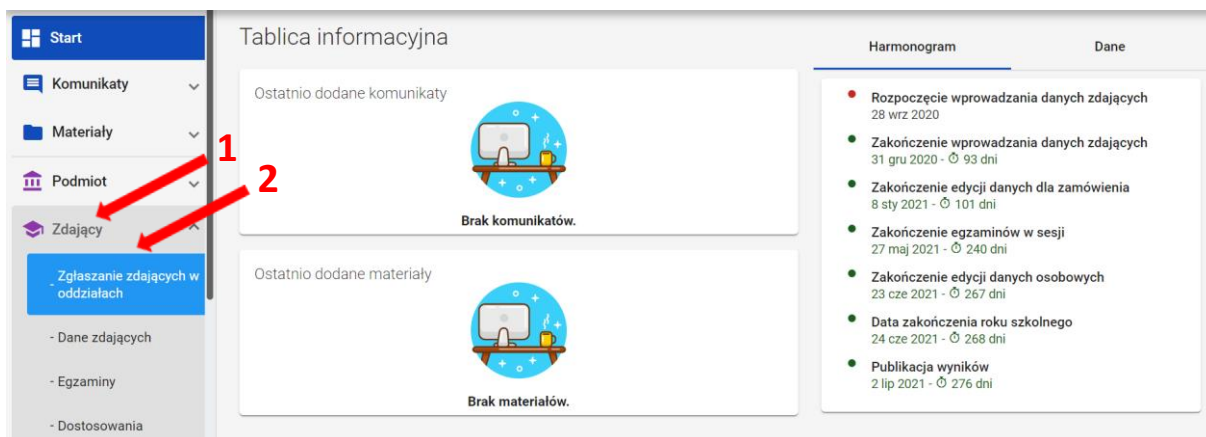 Start
Komunikaty
Materiały
Podmiot
Zdający
Zgłaszanie zdających w
oddziałach
- Dane zdających
- Egzaminy
- Dostosowania
1
2
Tablica informacyjna
Ostatnio dodane komunikaty
Brak komunikatów.
Ostatnio dodane materiały
Brak materiałów.
Harmonogram Dane
Rozpoczęcie wprowadzania danych zdających
28 wrz 2020
Zakończenie wprowadzania danych zdających
31 gru 2020 - 93 dni
Zakończenie edycji danych dla zamówienia
8 sty 2021 - 101 dni
Zakończenie egzaminów w sesji
27 maj 2021 - 240 dni
Zakończenie edycji danych osobowych
23 cze 2021 - 267 dni
Data zakończenia roku szkolnego
24 cze 2021 - 268 dni
Publikacja wyników
2 lip 2021 - 276 dni